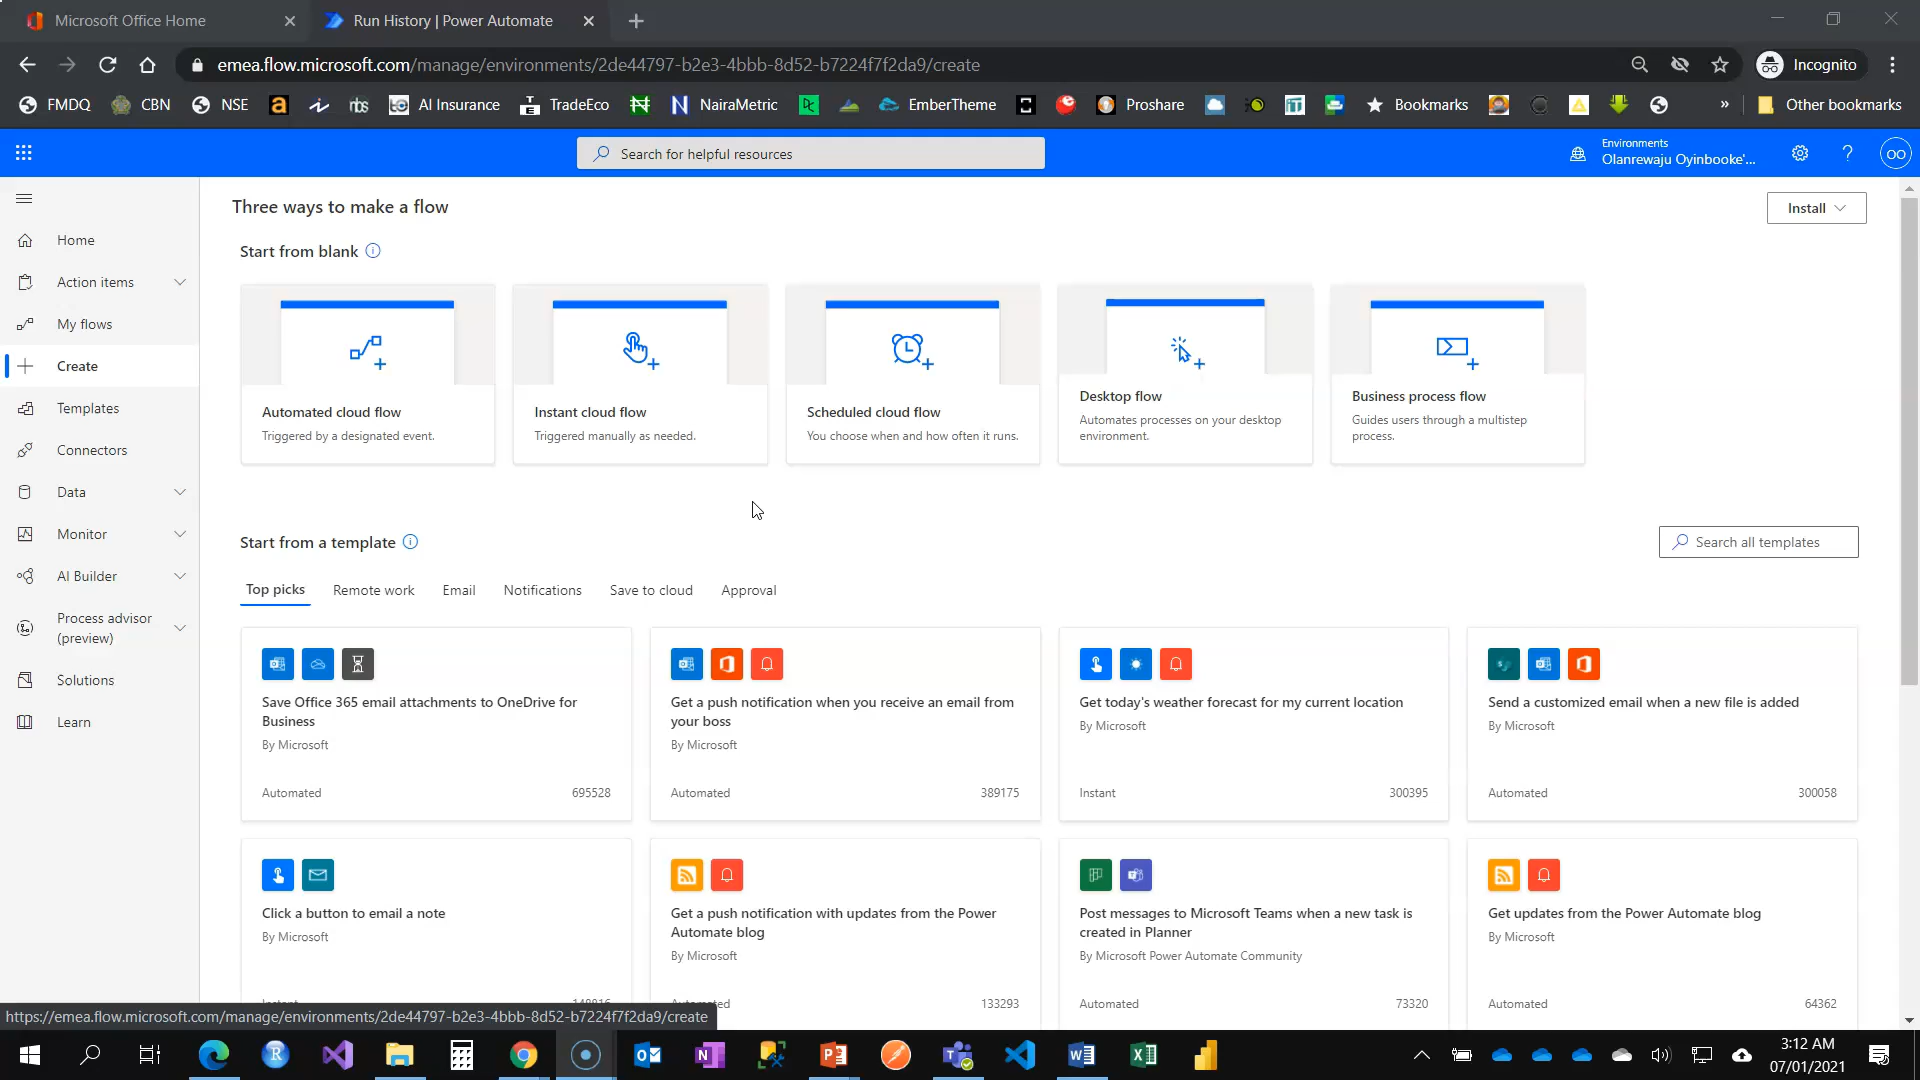 Microsoft Office Home
Run History | Power Automate
emea.flow.microsoft.com/manage/environments/2de44797-b2e3-4bbb-8d52-b7224f7f2da9/create
Incognito
FMDQ
CBN
NSE
AI Insurance
TradeEco
NairaMetric
EmberTheme
Proshare
Bookmarks
Other bookmarks
Search for helpful resources
Environments
Olanrewaju Oyinbooke'...
OO
Three ways to make a flow
Install
Home
Action items
My flows
Create
Templates
Connectors
Data
Monitor
AI Builder
Process advisor
(preview)
Solutions
Learn
Start from blank
Automated cloud flow
Triggered by a designated event.
Instant cloud flow
Triggered manually as needed.
Scheduled cloud flow
You choose when and how often it runs.
Desktop flow
Automates processes on your desktop
environment.
Business process flow
Guides users through a multistep
process.
Start from a template
Search all templates
Top picks
Remote work
Email
Notifications
Save to cloud
Approval
Save Office 365 email attachments to OneDrive for
Business
By Microsoft
Automated
695528
Get a push notification when you receive an email from
your boss
By Microsoft
Automated
389175
Get today's weather forecast for my current location
By Microsoft
Instant
300395
Send a customized email when a new file is added
By Microsoft
Automated
300058
Click a button to email a note
By Microsoft
Get a push notification with updates from the Power
Automate blog
By Microsoft
133293
Post messages to Microsoft Teams when a new task is
created in Planner
By Microsoft Power Automate Community
Automated
73320
Get updates from the Power Automate blog
By Microsoft
Automated
64362
https://emea.flow.microsoft.com/manage/environments/2de44797-b2e3-4bbb-8d52-b7224f7f2da9/create
3:12 AM
07/01/2021